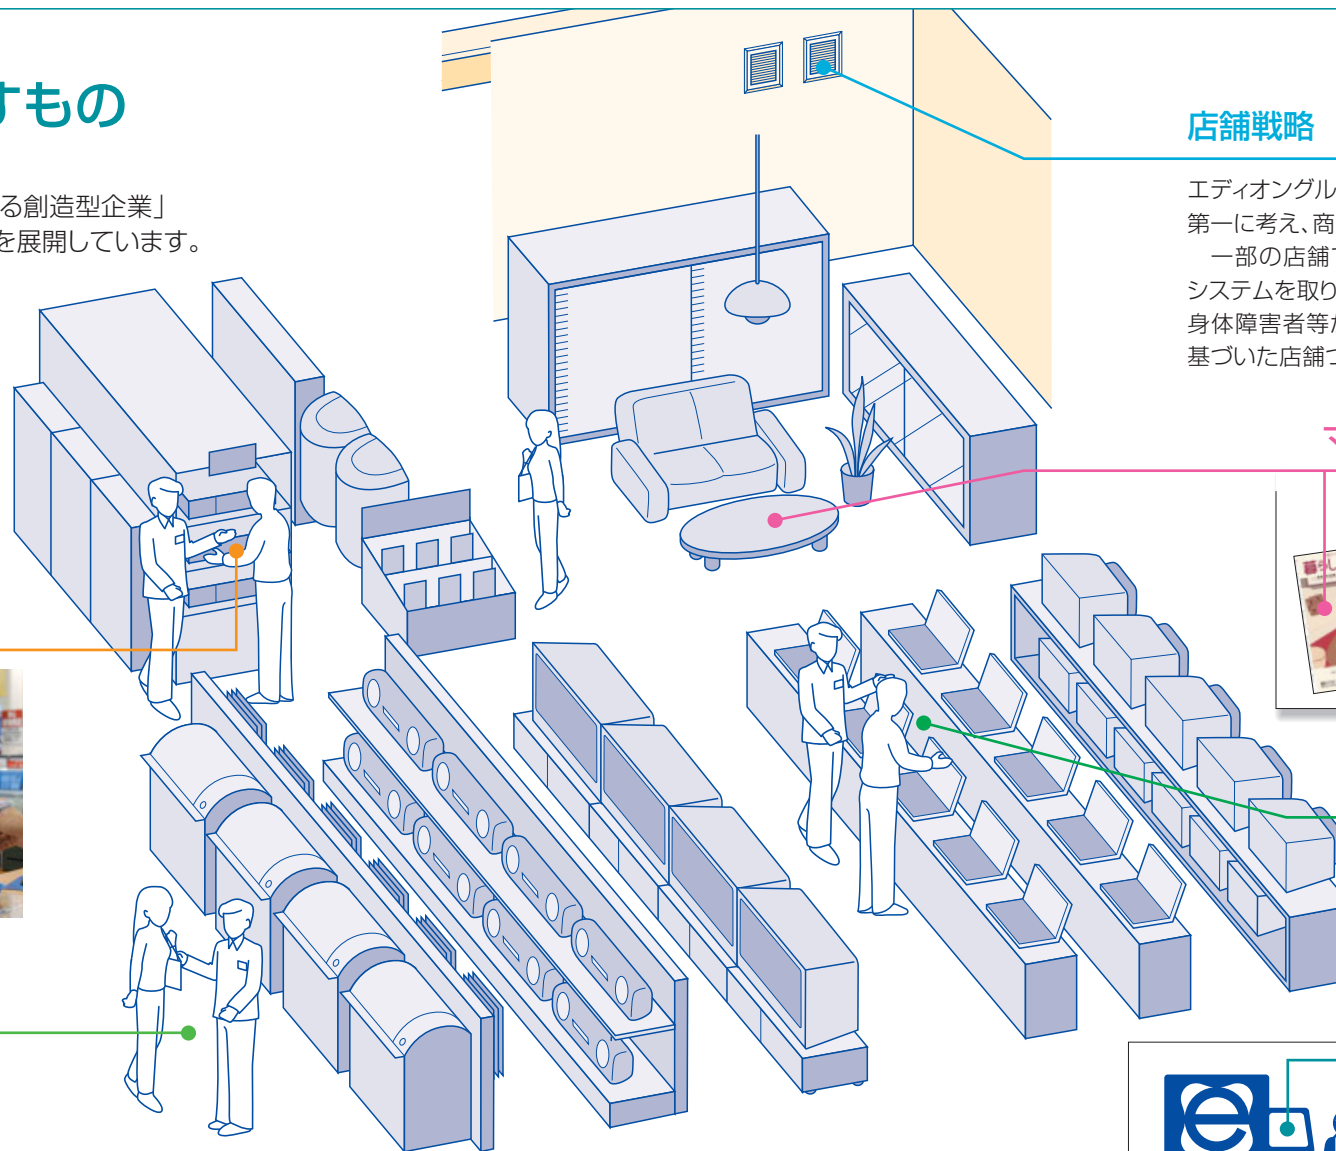 すもの
る創造型企業」
を展開しています。
店舗戦略
エディオングル
第一に考え、商
一部の店舗
システムを取り
身体障害者等
基づいた店舗
暮らし
e